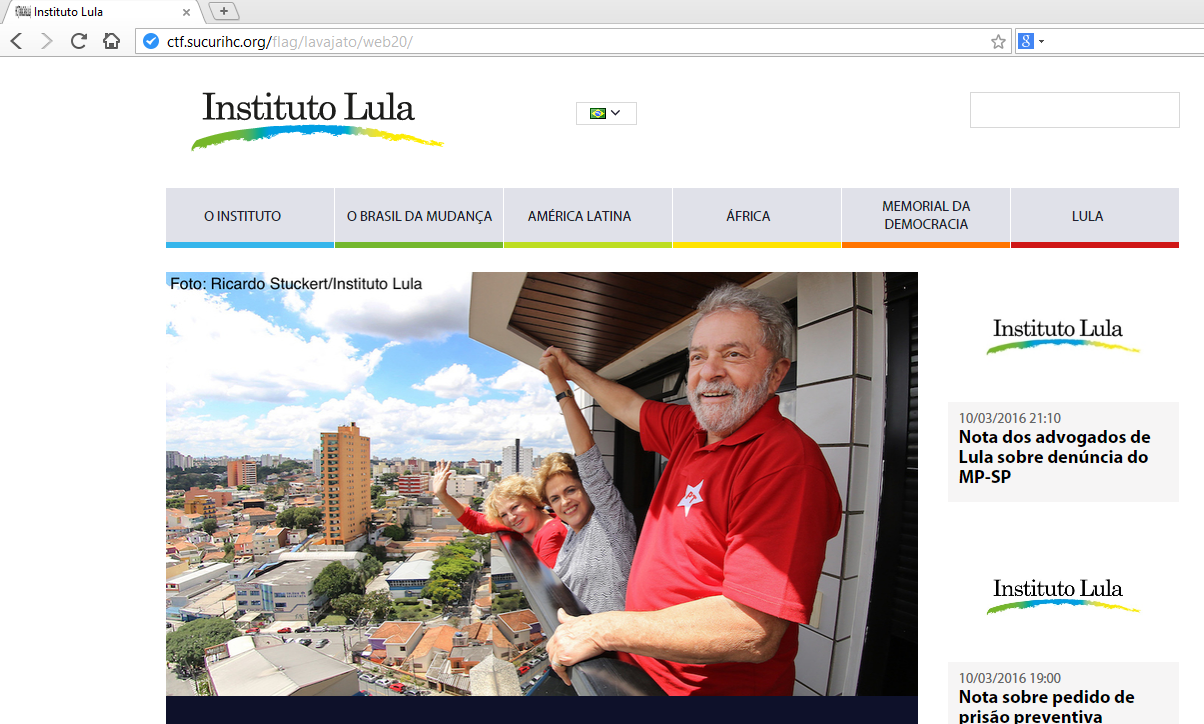 Instituto Lula
ctf.sucurihc.org/flag/lavajato/web20/
Instituto Lula
O INSTITUTO
O BRASIL DA MUDANÇA
AMÉRICA LATINA
ÁFRICA
MEMORIAL DA
DEMOCRACIA
LULA
Foto: Ricardo Stuckert/Instituto Lula
PT
Instituto Lula
10/03/2016 21:10
Nota dos advogados de
Lula sobre denúncia do
MP-SP
Instituto Lula
10/03/2016 19:00
Nota sobre pedido de
prisão preventiva